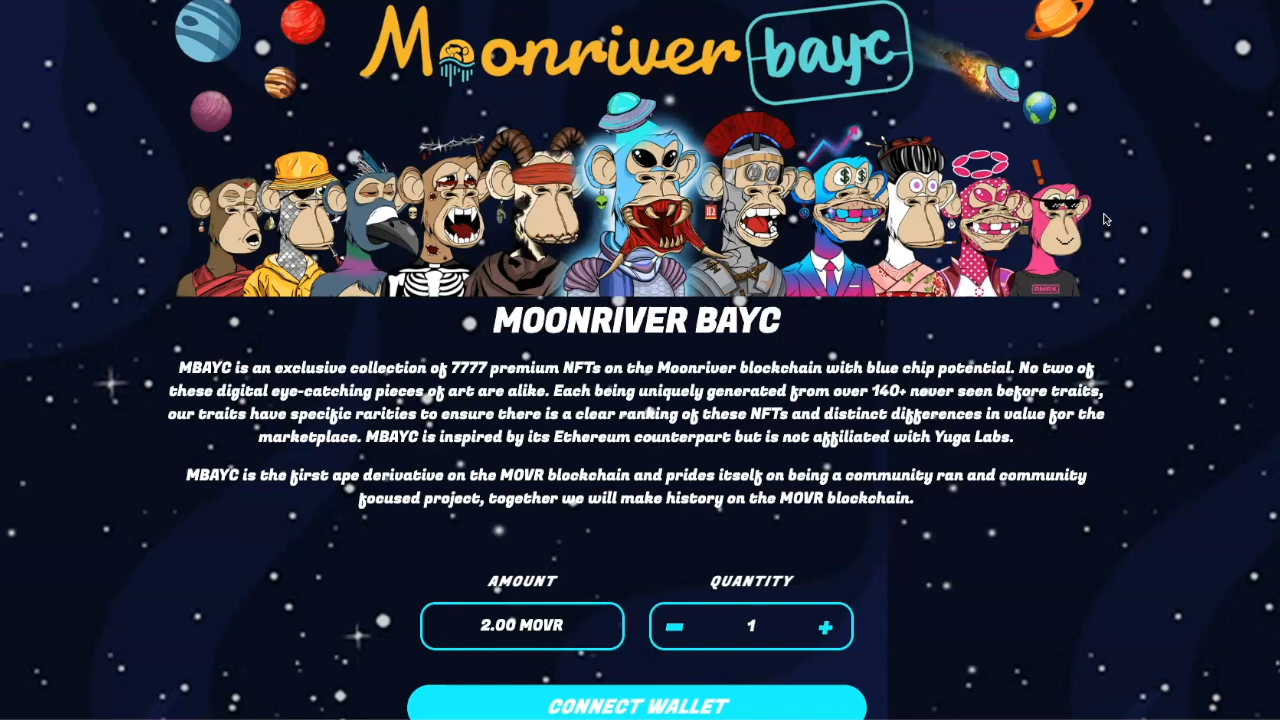 Moonriver bayc
MOONRIVER BAYC
MBAYC is an exclusive collection of 7777 premium NFTs on the Moonriver blockchain with blue chip potential. No two of
these digital eye-catching pieces of art are alike. Each being uniquely generated from over 140+ never seen before traits,
our traits have specific rarities to ensure there is a clear ranking of these NFTs and distinct differences in value for the
marketplace. MBAYC is inspired by its Ethereum counterpart but is not affiliated with Yuga Labs.
MBAYC is the first ape derivative on the MOVR blockchain and prides itself on being a community ran and community
focused project, together we will make history on the MOVR blockchain.
AMOUNT QUANTITY
2.00 MOVR 1
CONNECT WALLET